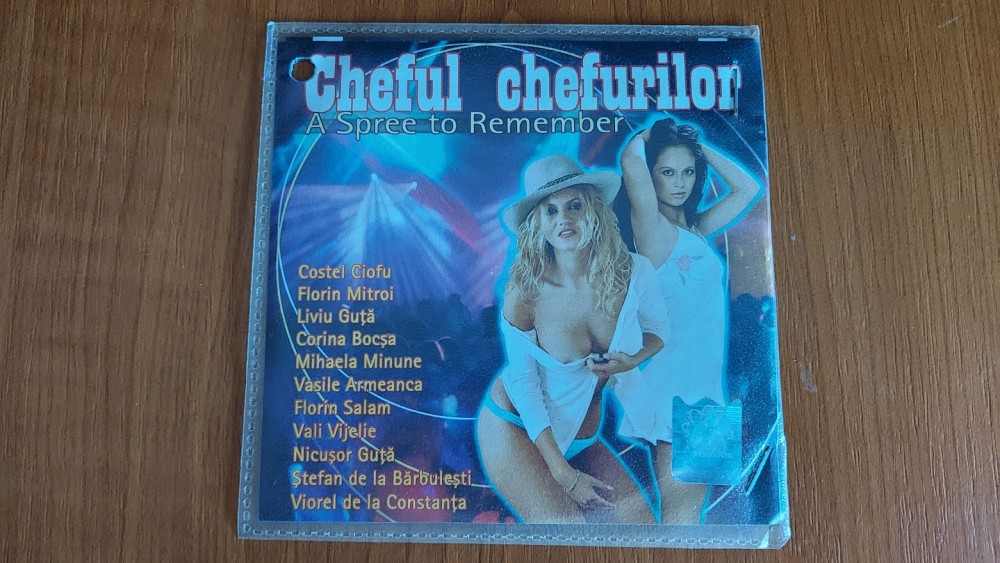 Cheful chefurilor
A Spree to Remember
Costel Ciofu
Florin Mitroi
Liviu Guță
Corina Bocșa
Mihaela Minune
Vasile Armeanca
Florin Salam
Vali Vijelie
Nicușor Guță
Ștefan de la Bărbulești
Viorel de la Constanța